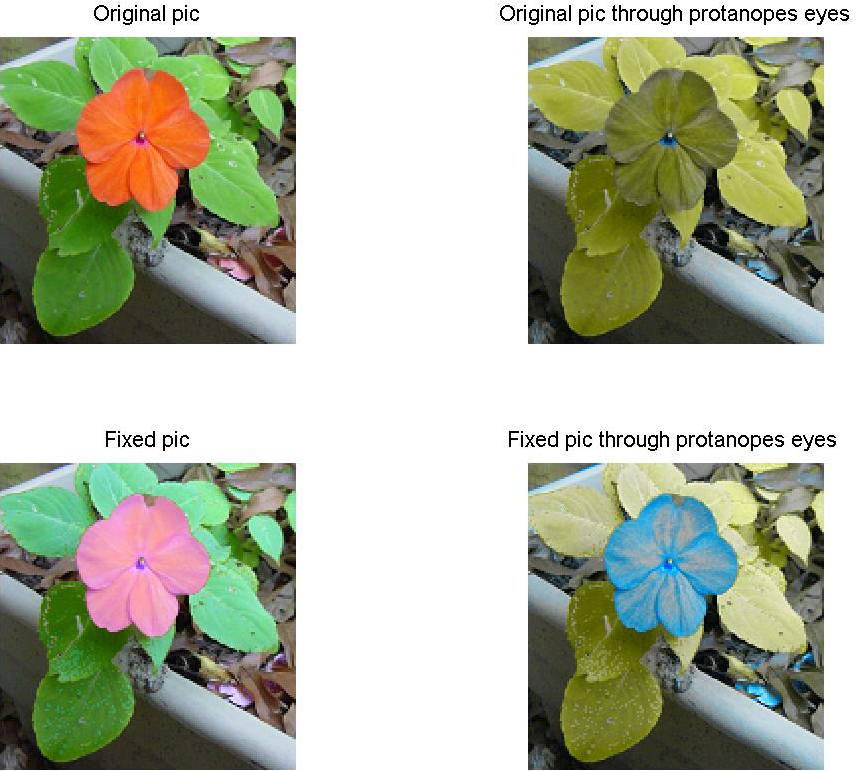 Original pic
Original pic through protanopes eyes
Fixed pic
Fixed pic through protanopes eyes